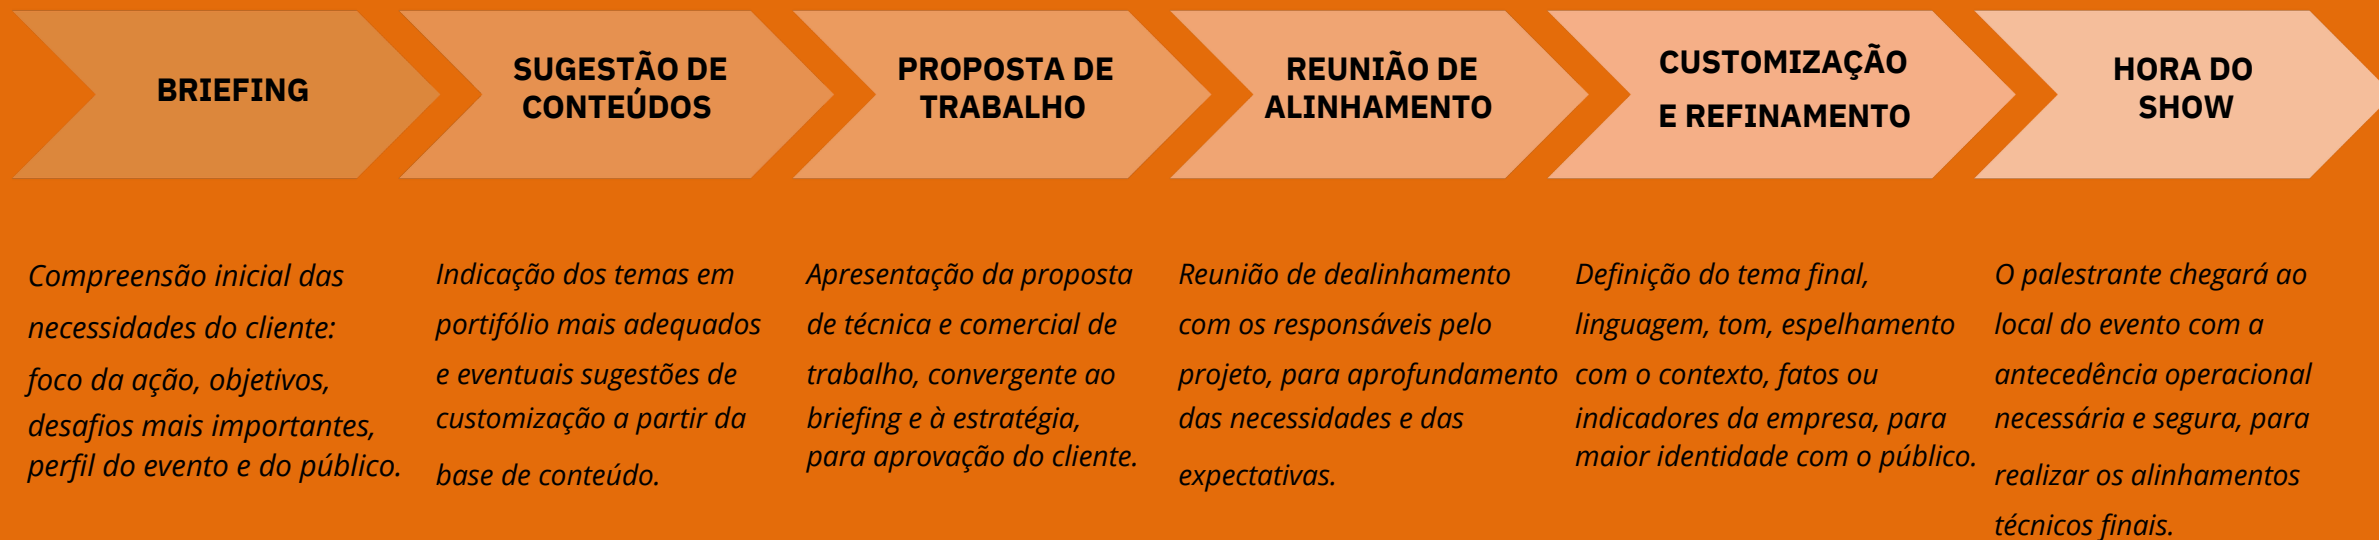 BRIEFING
SUGESTÃO DE
CONTEÚDOS
PROPOSTA DE
TRABALHO
REUNIÃO DE
ALINHAMENTO
CUSTOMIZAÇÃO
E REFINAMENTO
HORA DO
SHOW
Compreensão inicial das
necessidades do cliente:
foco da ação, objetivos,
desafios mais importantes,
perfil do evento e do público.
Indicação dos temas em
portifólio mais adequados
e eventuais sugestões de
customização a partir da
base de conteúdo.
Apresentação da proposta
de técnica e comercial de
trabalho, convergente ao
briefing e à estratégia,
para aprovação do cliente.
Reunião de dealinhamento
com os responsáveis pelo
projeto, para aprofundamento
das necessidades e das
expectativas.
Definição do tema final,
linguagem, tom, espelhamento
com o contexto, fatos ou
indicadores da empresa, para
maior identidade com o público.
O palestrante chegará ao
local do evento com a
antecedência operacional
necessária e segura, para
realizar os alinhamentos
técnicos finais.